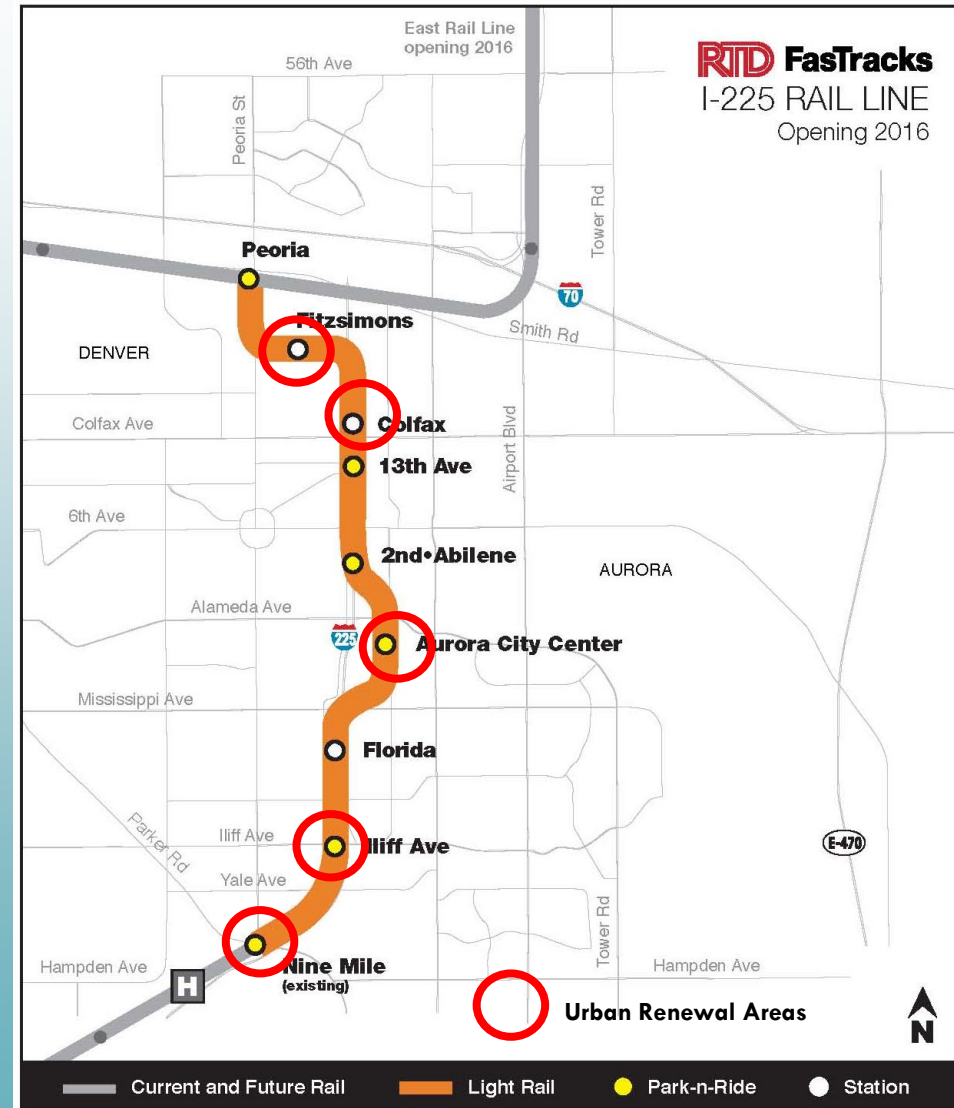 East Rail Line
opening 2016
RTD FasTracks
I-225 RAIL LINE
Opening 2016
56th Ave
Peoria St
Tower Rd
Peoria
70
Fitzsimons
Smith Rd
DENVER
Colfax Ave
Colfax
Airport Blvd
13th Ave
6th Ave
2nd•Abilene
AURORA
Alameda Ave
225
Aurora City Center
Mississippi Ave
Florida
Parker Rd
Iliff Ave
Iliff Ave
E-470
Yale Ave
Tower Rd
Hampden Ave
Nine Mile
(existing)
Hampden Ave
H
Urban Renewal Areas
N
Current and Future Rail
Light Rail
Park-n-Ride
Station